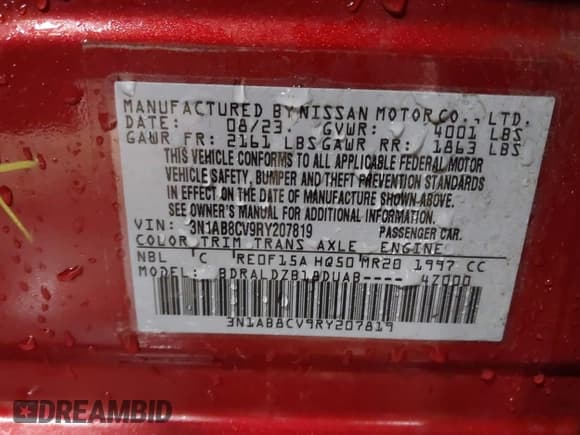 MANUFACTURED BY NISSAN MOTOR CO., LTD.
DATE: 08/23. GVWR: 4001 LBS
GAWR FR: 2161 LBS GAWR RR: 1863 LBS
THIS VEHICLE CONFORMS TO ALL APPLICABLE FEDERAL MOTOR
VEHICLE SAFETY, BUMPER AND THEFT PREVENTION STANDARDS
IN EFFECT ON THE DATE OF MANUFACTURE SHOWN ABOVE.
SEE OWNER'S MANUAL FOR ADDITIONAL INFORMATION.
VIN: 3N1AB8CV9RY207819 PASSENGER CAR.
COLOR TRIM TRANS AXLE ENGINE
NBL C RE0F15A HQ50 MR20 1997 CC
MODEL: BDRALDZB18DUAB---- 47000
3N1AB8CV9RY207819
DREAMBID